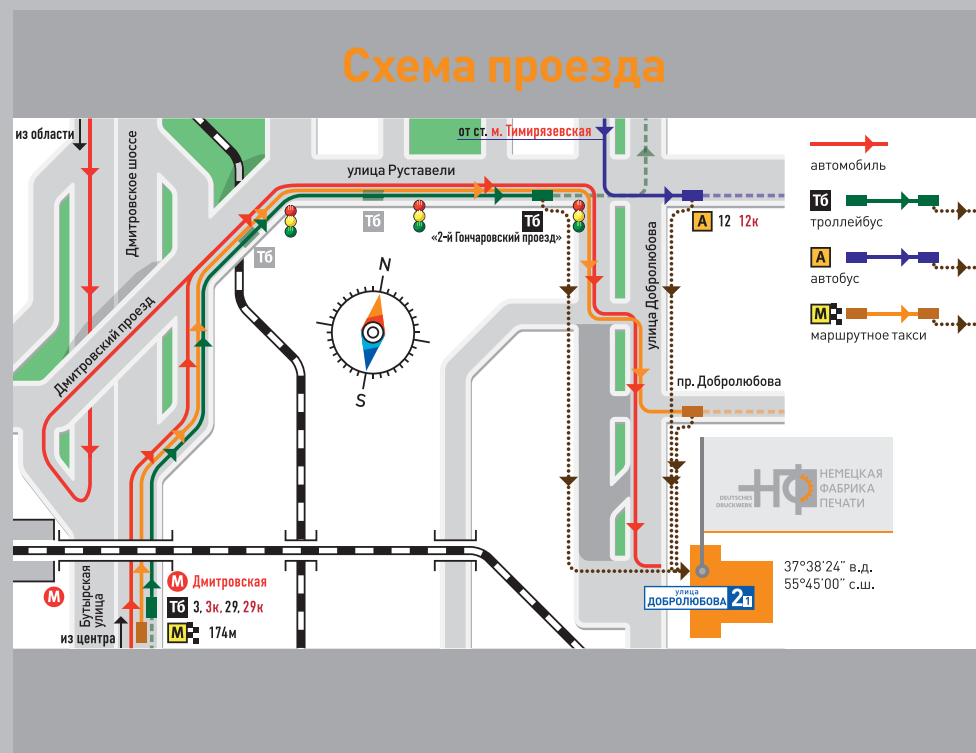 Схема проезда
из области
Дмитровское шоссе
от ст. м. Тимирязевская
улица Руставели
Тб
Тб
Тб
«2-й Гончаровский проезд»
А 12 12к
улица Добролюбова
Дмитровский проезд
N
S
пр. Добролюбова
автомобиль
Тб
троллейбус
А
автобус
М
маршрутное такси
DEUTSCHES
DRUCKWERK
НФП
НЕМЕЦКАЯ
ФАБРИКА
ПЕЧАТИ
37°38'24" в.д.
55°45'00" с.ш.
улица
ДОБРОЛЮБОВА 2 1
М
Бутырская
улица
из центра
М Дмитровская
Тб 3, 3к, 29, 29к
М 174м